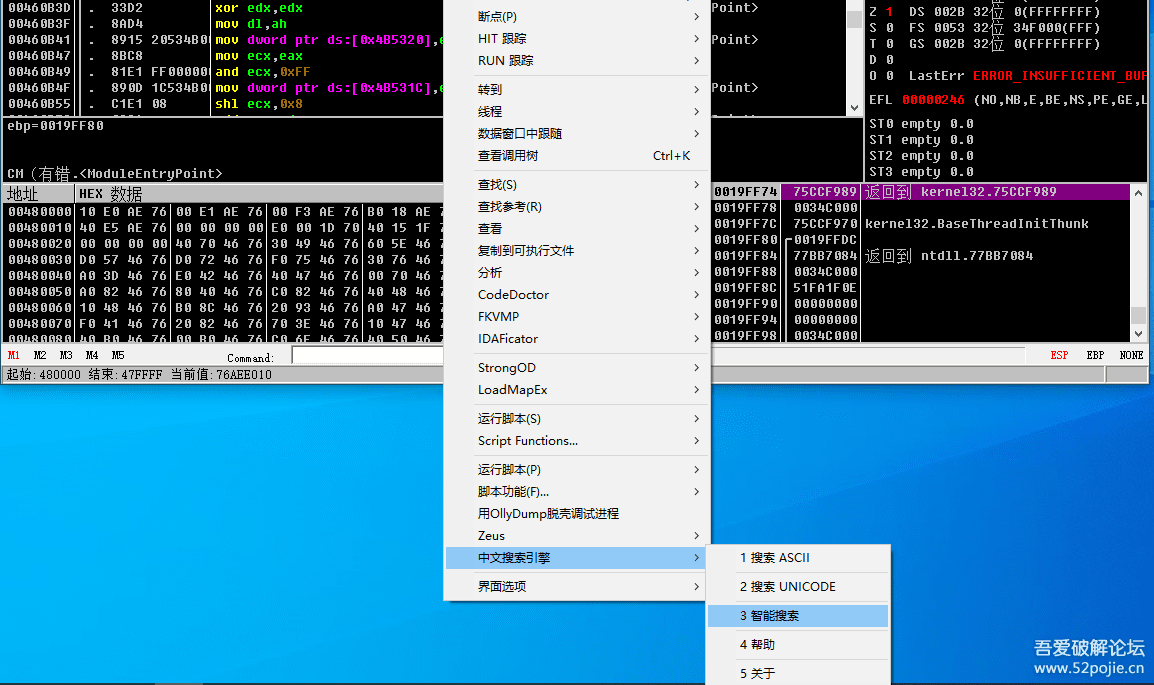 00460B3D . 33D2 xor edx,edx
00460B3F . 8AD4 mov dl,ah
00460B41 . 8915 20534B0 mov dword ptr ds:[0x4B5320],e
00460B47 . 8BC8 mov ecx,eax
00460B49 . 81E1 FF00000 and ecx,0xFF
00460B4F . 890D 1C534B0 mov dword ptr ds:[0x4B531C],e
00460B55 . C1E1 08 shl ecx,0x8
ebp=0019FF80
CM（有错.<ModuleEntryPoint>
Point>
Point>
Point>
Z 1 DS 002B 32位 0(FFFFFFFF)
S 0 FS 0053 32位 34F000(FFF)
T 0 GS 002B 32位 0(FFFFFFFF)
D 0
O 0 LastErr ERROR_INSUFFICIENT_BUF
EFL 00000246 (NO,NB,E,BE,NS,PE,GE,L
ST0 empty 0.0
ST1 empty 0.0
ST2 empty 0.0
ST3 empty 0.0
地址 HEX 数据
00480000 10 E0 AE 76 00 E1 AE 76 00 F3 AE 76 B0 18 AE 7
00480010 40 E5 AE 76 00 00 00 00 E0 00 1D 70 40 15 1F 7
00480020 00 00 00 00 40 70 46 76 30 49 46 76 60 5E 46 7
00480030 D0 57 46 76 D0 72 46 76 F0 75 46 76 30 76 46 7
00480040 A0 3D 46 76 E0 42 46 76 40 47 46 76 00 70 46 7
00480050 A0 82 46 76 80 40 46 76 C0 82 46 76 40 48 46 7
00480060 10 48 46 76 B0 8C 46 76 20 93 46 76 A0 47 46 7
00480070 F0 41 46 76 20 82 46 76 70 3E 46 76 10 47 46 7
0019FF74 75CCF989 返回到 kernel32.75CCF989
0019FF78 0034C000
0019FF7C 75CCF970 kernel32.BaseThreadInitThunk
0019FF80 0019FFDC
0019FF84 77BB7084 返回到 ntdll.77BB7084
0019FF88 0034C000
0019FF8C 51FA1F0E
0019FF90 00000000
0019FF94 00000000
0019FF98 0034C000
M1 M2 M3 M4 M5 Command: ESP EBP NONE
起始:480000 结束:47FFFF 当前值:76AEE010
断点(P)
HIT 跟踪
RUN 跟踪
转到
线程
数据窗口中跟随
查看调用树 Ctrl+K
查找(S)
查找参考(R)
查看
复制到可执行文件
分析
CodeDoctor
FKVMP
IDAFicator
StrongOD
LoadMapEx
运行脚本(S)
Script Functions...
运行脚本(P)
脚本功能(F)...
用OllyDump脱壳调试进程
Zeus
中文搜索引擎
界面选项
1 搜索 ASCII
2 搜索 UNICODE
3 智能搜索
4 帮助
5 关于
吾爱破解论坛
www.52pojie.cn